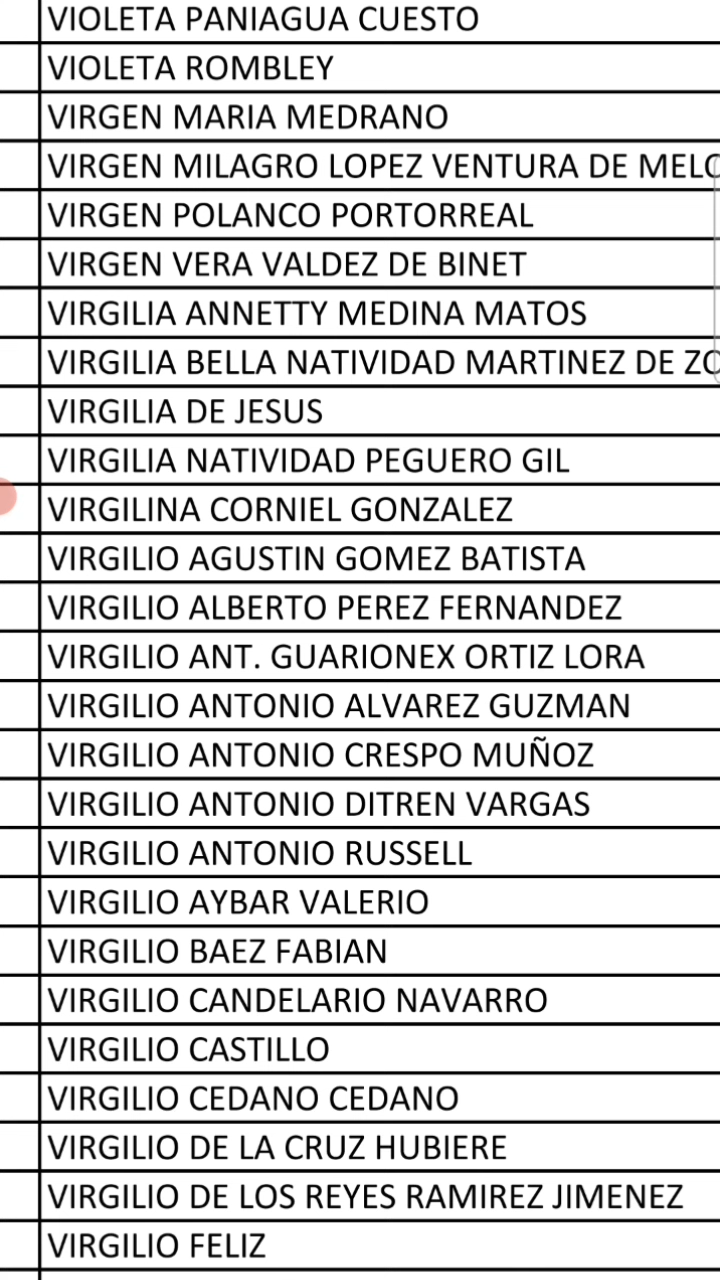 VIOLETA PANIAGUA CUESTO
VIOLETA ROMBLEY
VIRGEN MARIA MEDRANO
VIRGEN MILAGRO LOPEZ VENTURA DE
VIRGEN POLANCO PORTORREAL
VIRGEN VERA VALDEZ DE BINET
VIRGILIA ANNETTY MEDINA MATOS
VIRGILIA BELLA NATIVIDAD MARTINEZ DE
VIRGILIA DE JESUS
VIRGILIA NATIVIDAD PEGUERO GIL
VIRGILINA CORNIEL GONZALEZ
VIRGILIO AGUSTIN GOMEZ BATISTA
VIRGILIO ALBERTO PEREZ FERNANDEZ
VIRGILIO ANT. GUARIONEX ORTIZ LORA
VIRGILIO ANTONIO ALVAREZ GUZMAN
VIRGILIO ANTONIO CRESPO MUÑOZ
VIRGILIO ANTONIO DITREN VARGAS
VIRGILIO ANTONIO RUSSELL
VIRGILIO AYBAR VALERIO
VIRGILIO BAEZ FABIAN
VIRGILIO CANDELARIO NAVARRO
VIRGILIO CASTILLO
VIRGILIO CEDANO CEDANO
VIRGILIO DE LA CRUZ HUBIERE
VIRGILIO DE LOS REYES RAMIREZ JIMENEZ
VIRGILIO FELIZ